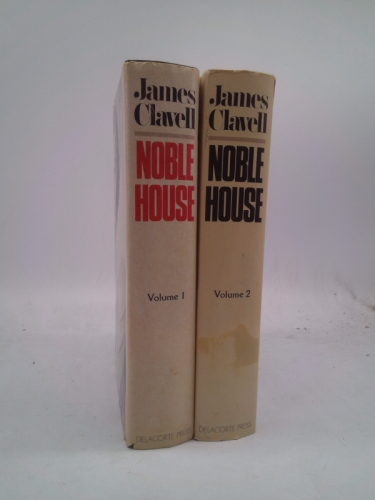 James
Clavell
NOBLE
HOUSE
Volume 1
DELACORTE PRESS
James
Clavell
NOBLE
HOUSE
Volume 2
DELACORTE PRESS